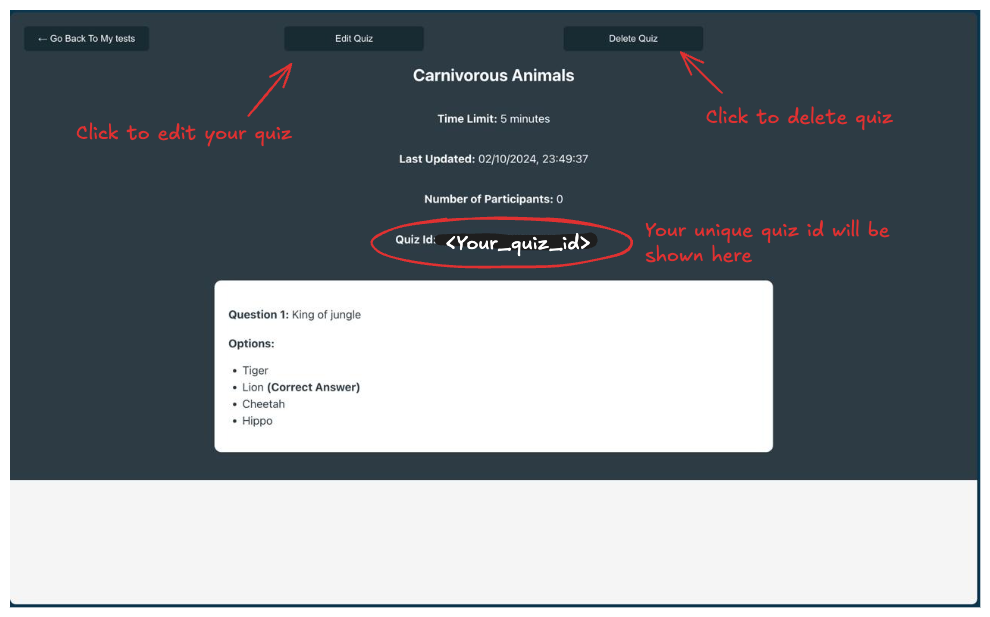 ← Go Back To My tests
Edit Quiz
Delete Quiz
Carnivorous Animals
Click to edit your quiz
Click to delete quiz
Time Limit: 5 minutes
Last Updated: 02/10/2024, 23:49:37
Number of Participants: 0
Quiz Id: <Your_quiz_id>
Your unique quiz id will be
shown here
Question 1: King of jungle
Options:
• Tiger
• Lion (Correct Answer)
• Cheetah
• Hippo